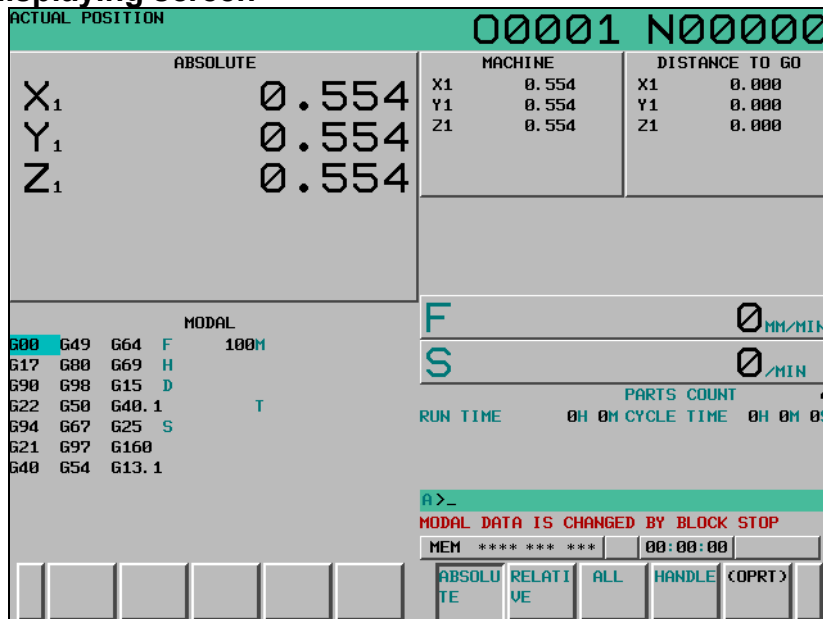 ACTUAL POSITION
O0001 N00000
ABSOLUTE
X1 0.554
Y1 0.554
Z1 0.554
MACHINE
X1 0.554
Y1 0.554
Z1 0.554
DISTANCE TO GO
X1 0.000
Y1 0.000
Z1 0.000
MODAL
G00 G49 G64 F 100M
G17 G80 G69 H
G90 G98 G15 D
G22 G50 G40.1 T
G94 G67 G25 S
G21 G97 G160
G40 G54 G13.1
F 0 MM/MIN
S 0 /MIN
PARTS COUNT
RUN TIME 0H 0M CYCLE TIME 0H 0M 0S
A>_
MODAL DATA IS CHANGED BY BLOCK STOP
MEM **** *** *** 00:00:00
ABSOLUTE RELATIVE ALL HANDLE (OPRT)